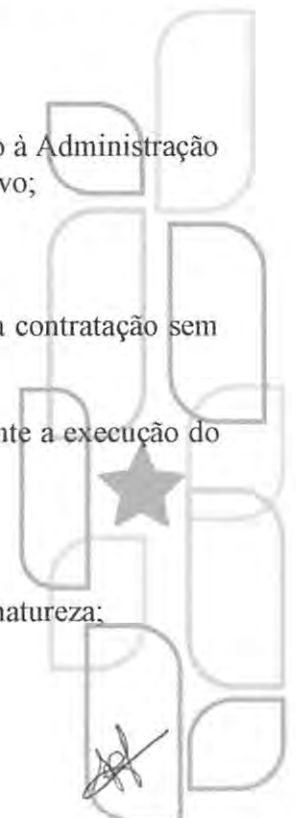 o à Administração
vo;
a contratação sem
nte a execução do
natureza;